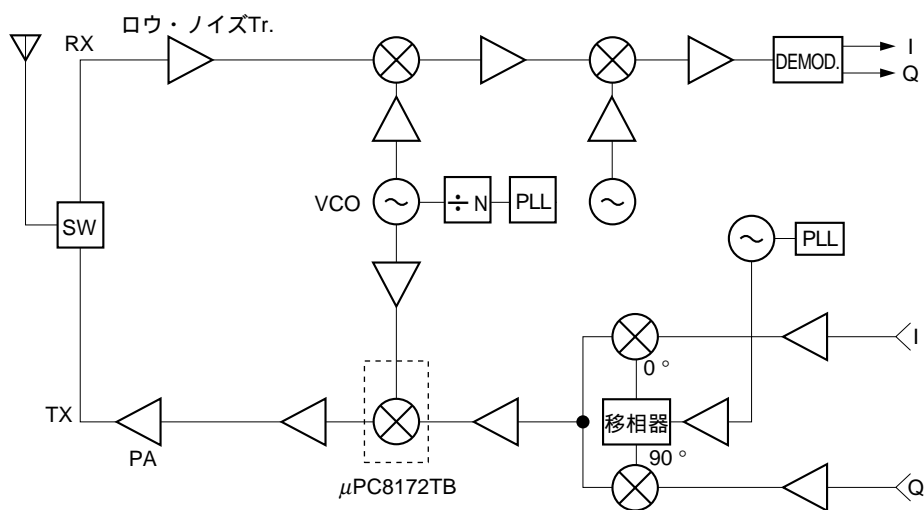 ロウ・ノイズTr.
RX
I
DEMOD.
Q
SW
VCO
÷ N
PLL
PLL
I
0 °
TX
移相器
PA
90 °
μPC8172TB
Q